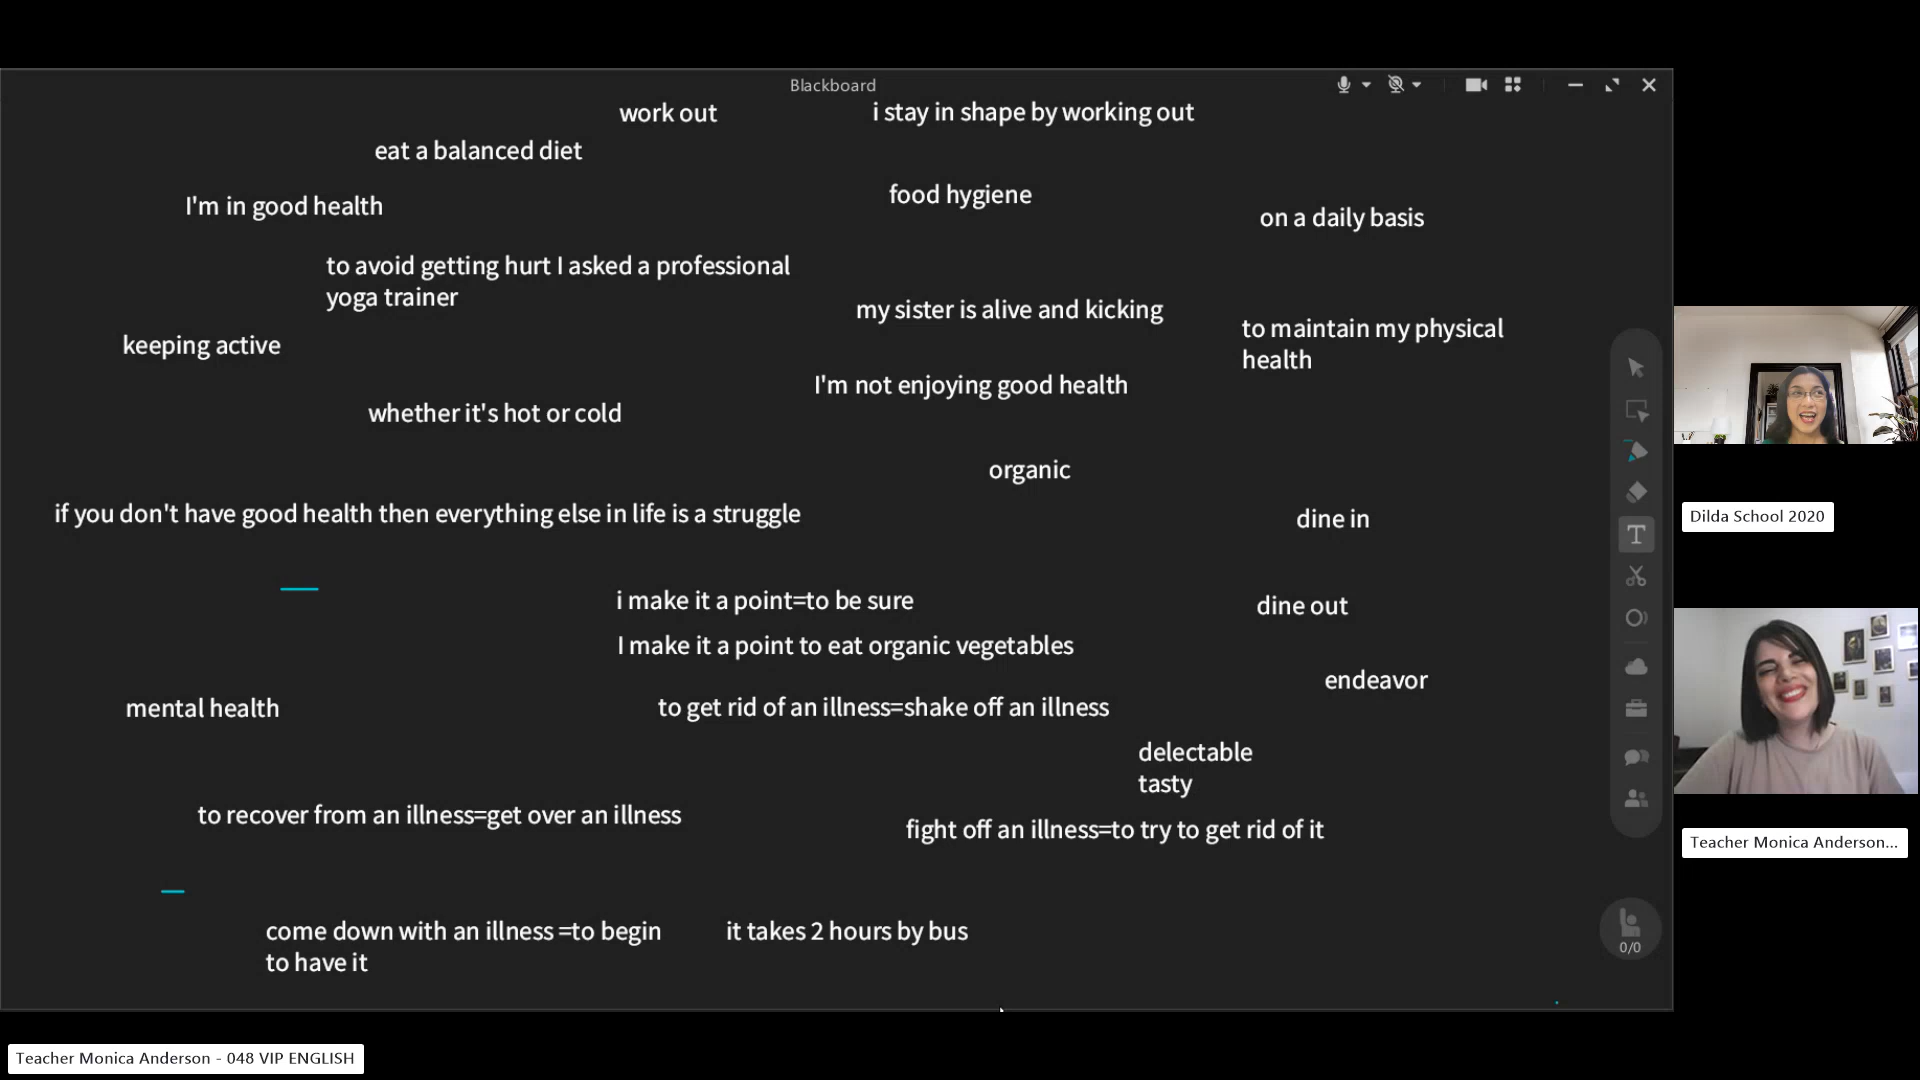 Blackboard
work out
i stay in shape by working out
eat a balanced diet
food hygiene
I'm in good health
on a daily basis
to avoid getting hurt I asked a professional
yoga trainer
my sister is alive and kicking
to maintain my physical
health
keeping active
I'm not enjoying good health
whether it's hot or cold
organic
if you don't have good health then everything else in life is a struggle
dine in
Dilda School 2020
i make it a point=to be sure
dine out
I make it a point to eat organic vegetables
endeavor
mental health
to get rid of an illness=shake off an illness
delectable
tasty
to recover from an illness=get over an illness
fight off an illness=to try to get rid of it
Teacher Monica Anderson...
come down with an illness =to begin
to have it
it takes 2 hours by bus
0/0
Teacher Monica Anderson - 048 VIP ENGLISH